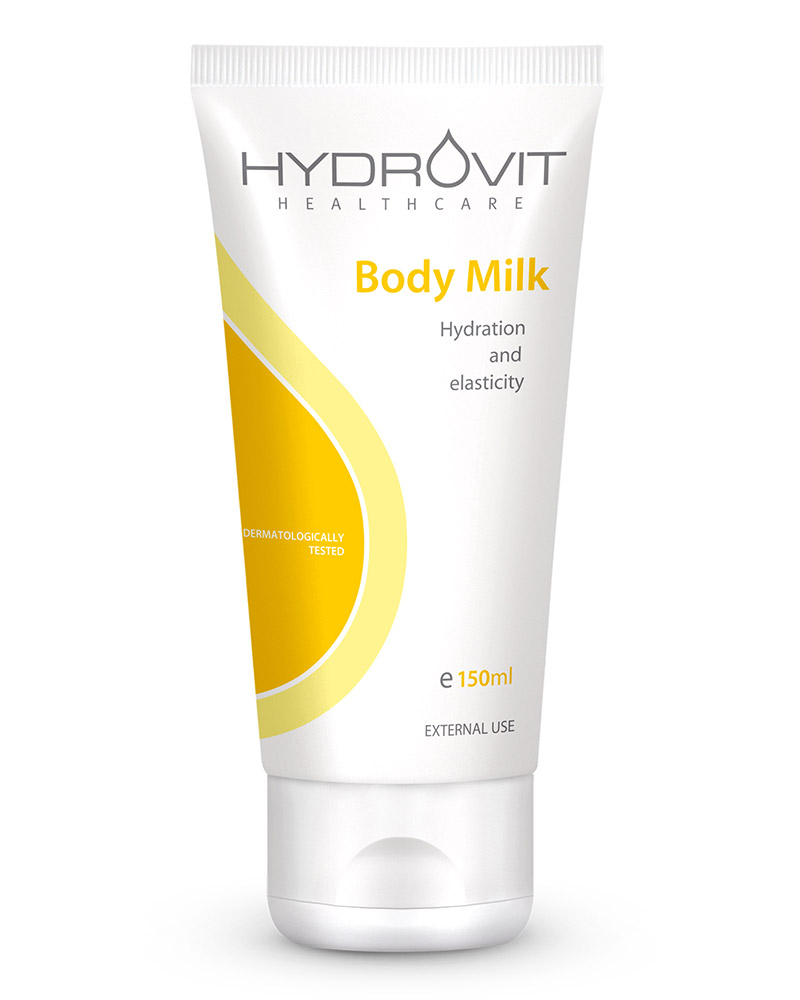 HYDROVIT
HEALTHCARE
Body Milk
Hydration
and
elasticity
DERMATOLOGICALLY
TESTED
e 150ml
EXTERNAL USE